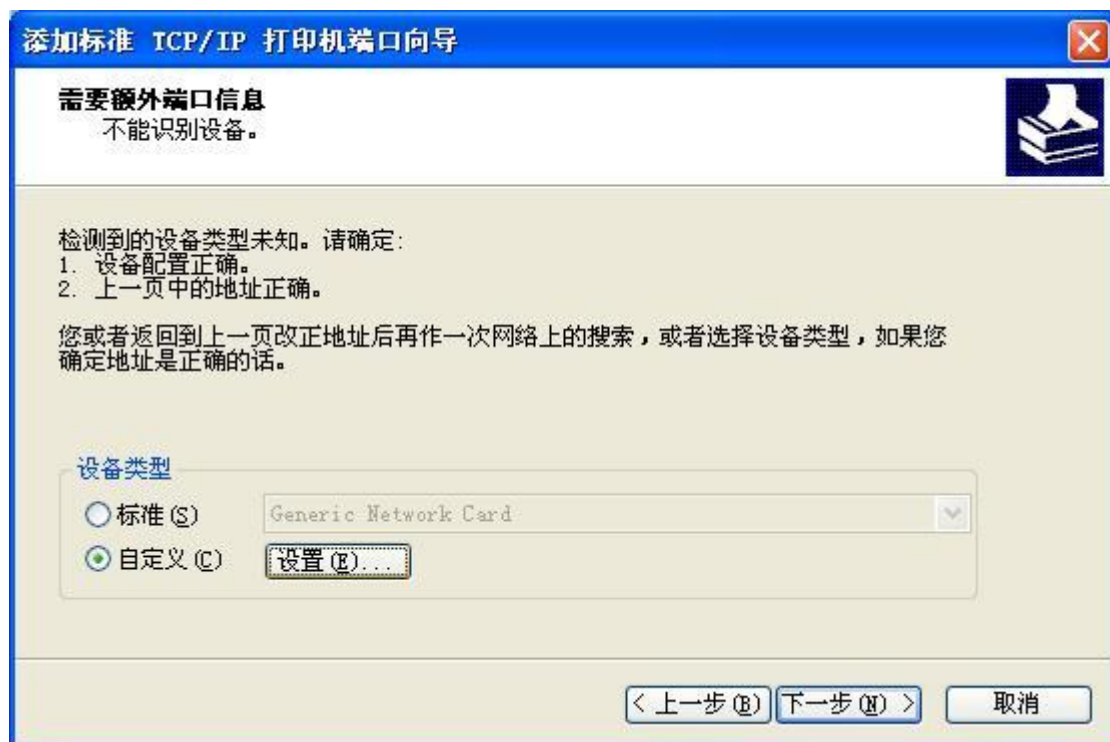 添加标准 TCP/IP 打印机端口向导
需要额外端口信息
不能识别设备。
检测到的设备类型未知。请确定:
1. 设备配置正确。
2. 上一页中的地址正确。
您或者返回到上一页改正地址后再作一次网络上的搜索，或者选择设备类型，如果您
确定地址是正确的话。
设备类型
标准(S)
Generic Network Card
自定义(C)
设置(E)...
< 上一步(B)
下一步(N) >
取消